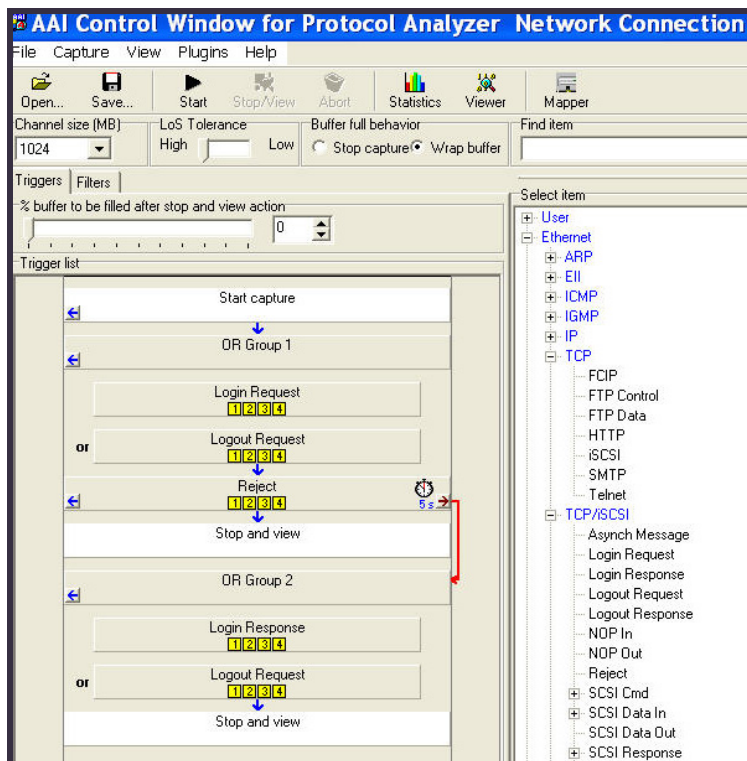 AAI Control Window for Protocol Analyzer Network Connection
File Capture View Plugins Help
Open... Save... Start Stop/View Abort Statistics Viewer Mapper
Channel size (MB) LoS Tolerance Buffer full behavior Find item
1024 High Low Stop capture Wrap buffer
Triggers Filters
Select item
% buffer to be filled after stop and view action
0
Trigger list
Start capture
OR Group 1
Login Request
1 2 3 4
or Logout Request
1 2 3 4
Reject
1 2 3 4 5 s
Stop and view
OR Group 2
Login Response
1 2 3 4
or Logout Request
1 2 3 4
Stop and view
User
Ethernet
ARP
EII
ICMP
IGMP
IP
TCP
FCIP
FTP Control
FTP Data
HTTP
iSCSI
SMTP
Telnet
TCP/iSCSI
Asynch Message
Login Request
Login Response
Logout Request
Logout Response
NOP In
NOP Out
Reject
SCSI Cmd
SCSI Data In
SCSI Data Out
SCSI Response